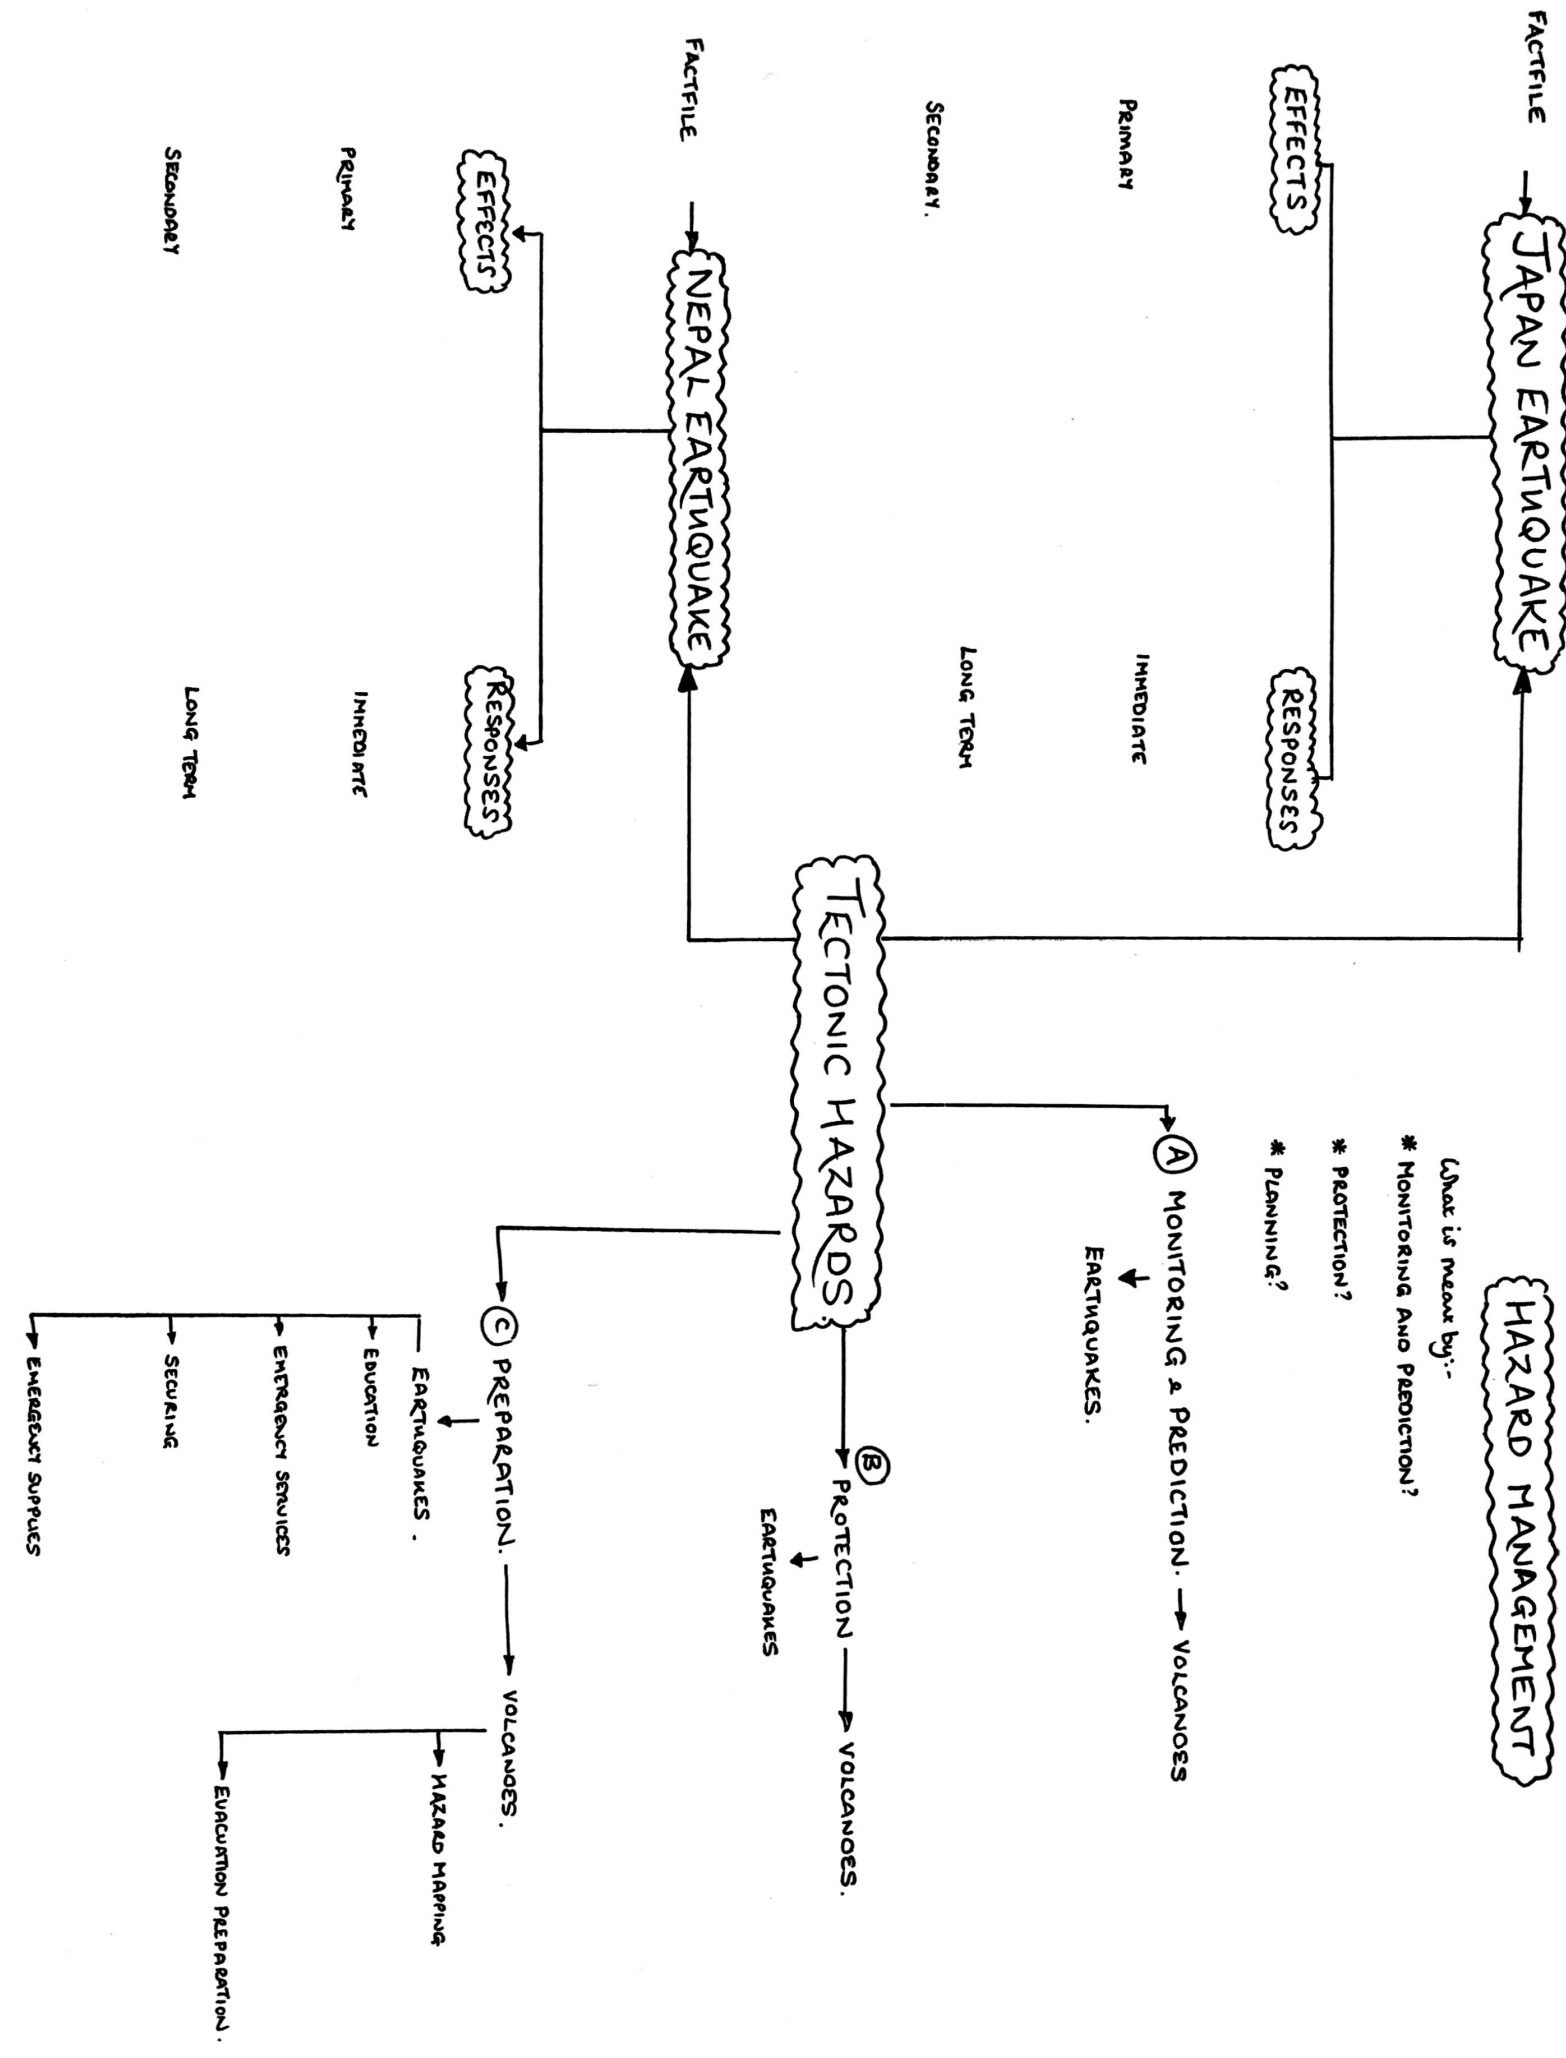 FACTFILE → JAPAN EARTHQUAKE
EFFECTS
RESPONSES
PRIMARY
IMMEDIATE
SECONDARY.
LONG TERM
HAZARD MANAGEMENT
What is meant by:-
* MONITORING AND PREDICTION?
* PROTECTION?
* PLANNING?
TECTONIC HAZARDS
A MONITORING & PREDICTION. → VOLCANOES
EARTHQUAKES.
B
PROTECTION → VOLCANOES.
EARTHQUAKES
FACTFILE → NEPAL EARTHQUAKE
EFFECTS
RESPONSES
PRIMARY
IMMEDIATE
SECONDARY
LONG TERM
C PREPARATION. → VOLCANOES.
EARTHQUAKES.
EDUCATION
EMERGENCY SERVICES
SECURING
EMERGENCY SUPPLIES
HAZARD MAPPING
EVACUATION PREPARATION.